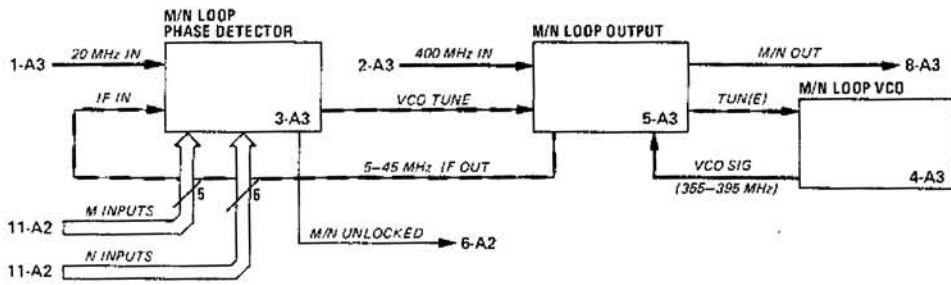 M/N LOOP
PHASE DETECTOR
M/N LOOP OUTPUT
1-A3
20 MHz IN
2-A3
400 MHz IN
M/N OUT
8-A3
M/N LOOP VCO
IF IN
VCO TUNE
TUN(E)
3-A3
5-A3
5–45 MHz IF OUT
VCO SIG
(355–395 MHz)
4-A3
5
6
11-A2
M INPUTS
M/N UNLOCKED
6-A2
11-A2
N INPUTS